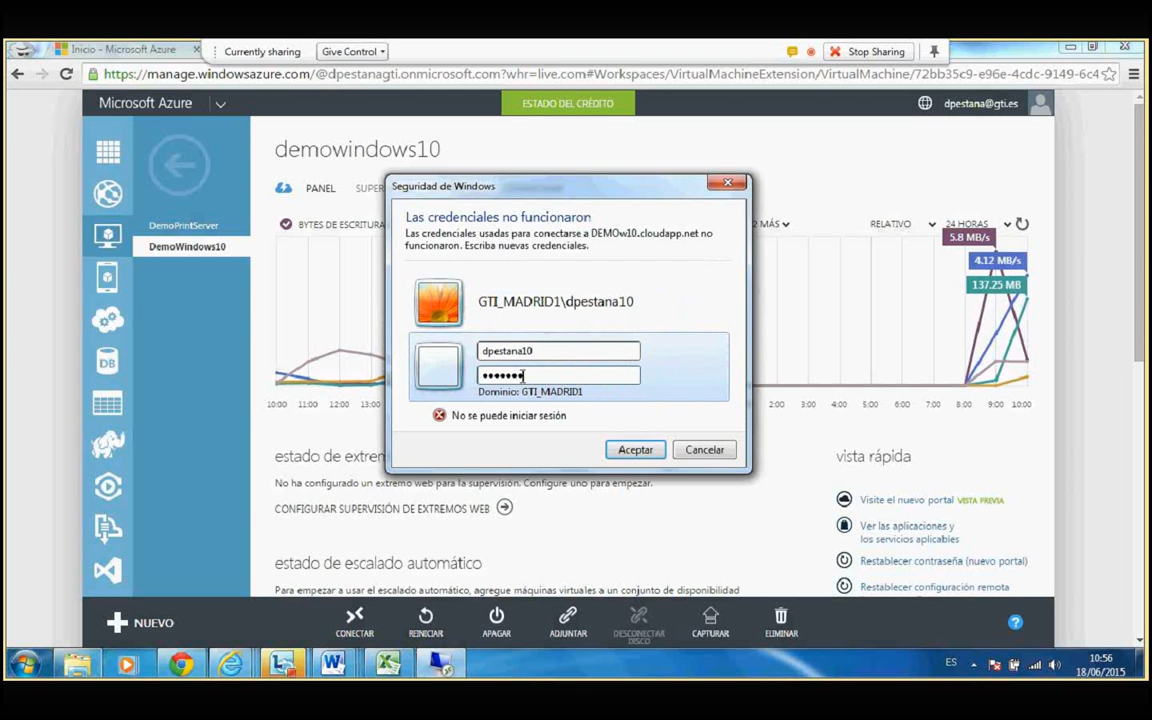 Inicio - Microsoft Azure
Currently sharing
Give Control
Stop Sharing
https://manage.windowsazure.com/@dpestanagti.onmicrosoft.com?whr=live.com#Workspaces/VirtualMachineExtension/VirtualMachine/72bb35c9-e96e-4cdc-9149-6c4
Microsoft Azure
ESTADO DEL CRÉDITO
dpestana@gti.es
demowindows10
PANEL
SUPER
DemoPrintServer
DemoWindows10
BYTES DE ESCRITURA
2 MÁS
RELATIVO
24 HORAS
5.8 MB/s
4.12 MB/s
137.25 MB
Seguridad de Windows
Las credenciales no funcionaron
Las credenciales usadas para conectarse a DEMOw10.cloudapp.net no
funcionaron. Escriba nuevas credenciales.
GTI_MADRID1\dpestana10
dpestana10
Dominio: GTI_MADRID1
No se puede iniciar sesión
Aceptar
Cancelar
10:00 11:00 12:00 13:00 2:00 3:00 4:00 5:00 6:00 7:00 8:00 9:00 10:00
estado de extrem
No ha configurado un extremo web para la supervisión. Configure uno para empezar.
CONFIGURAR SUPERVISIÓN DE EXTREMOS WEB
estado de escalado automático
Para empezar a usar el escalado automático, agregue máquinas virtuales a un conjunto de disponibilidad
vista rápida
Visite el nuevo portal VISTA PREVIA
Ver las aplicaciones y
los servicios aplicables
Restablecer contraseña (nuevo portal)
Restablecer configuración remota
DB
NUEVO
CONECTAR
REINICIAR
APAGAR
ADJUNTAR
DESCONECTAR
DISCO
CAPTURAR
ELIMINAR
?
ES
10:56
18/06/2015